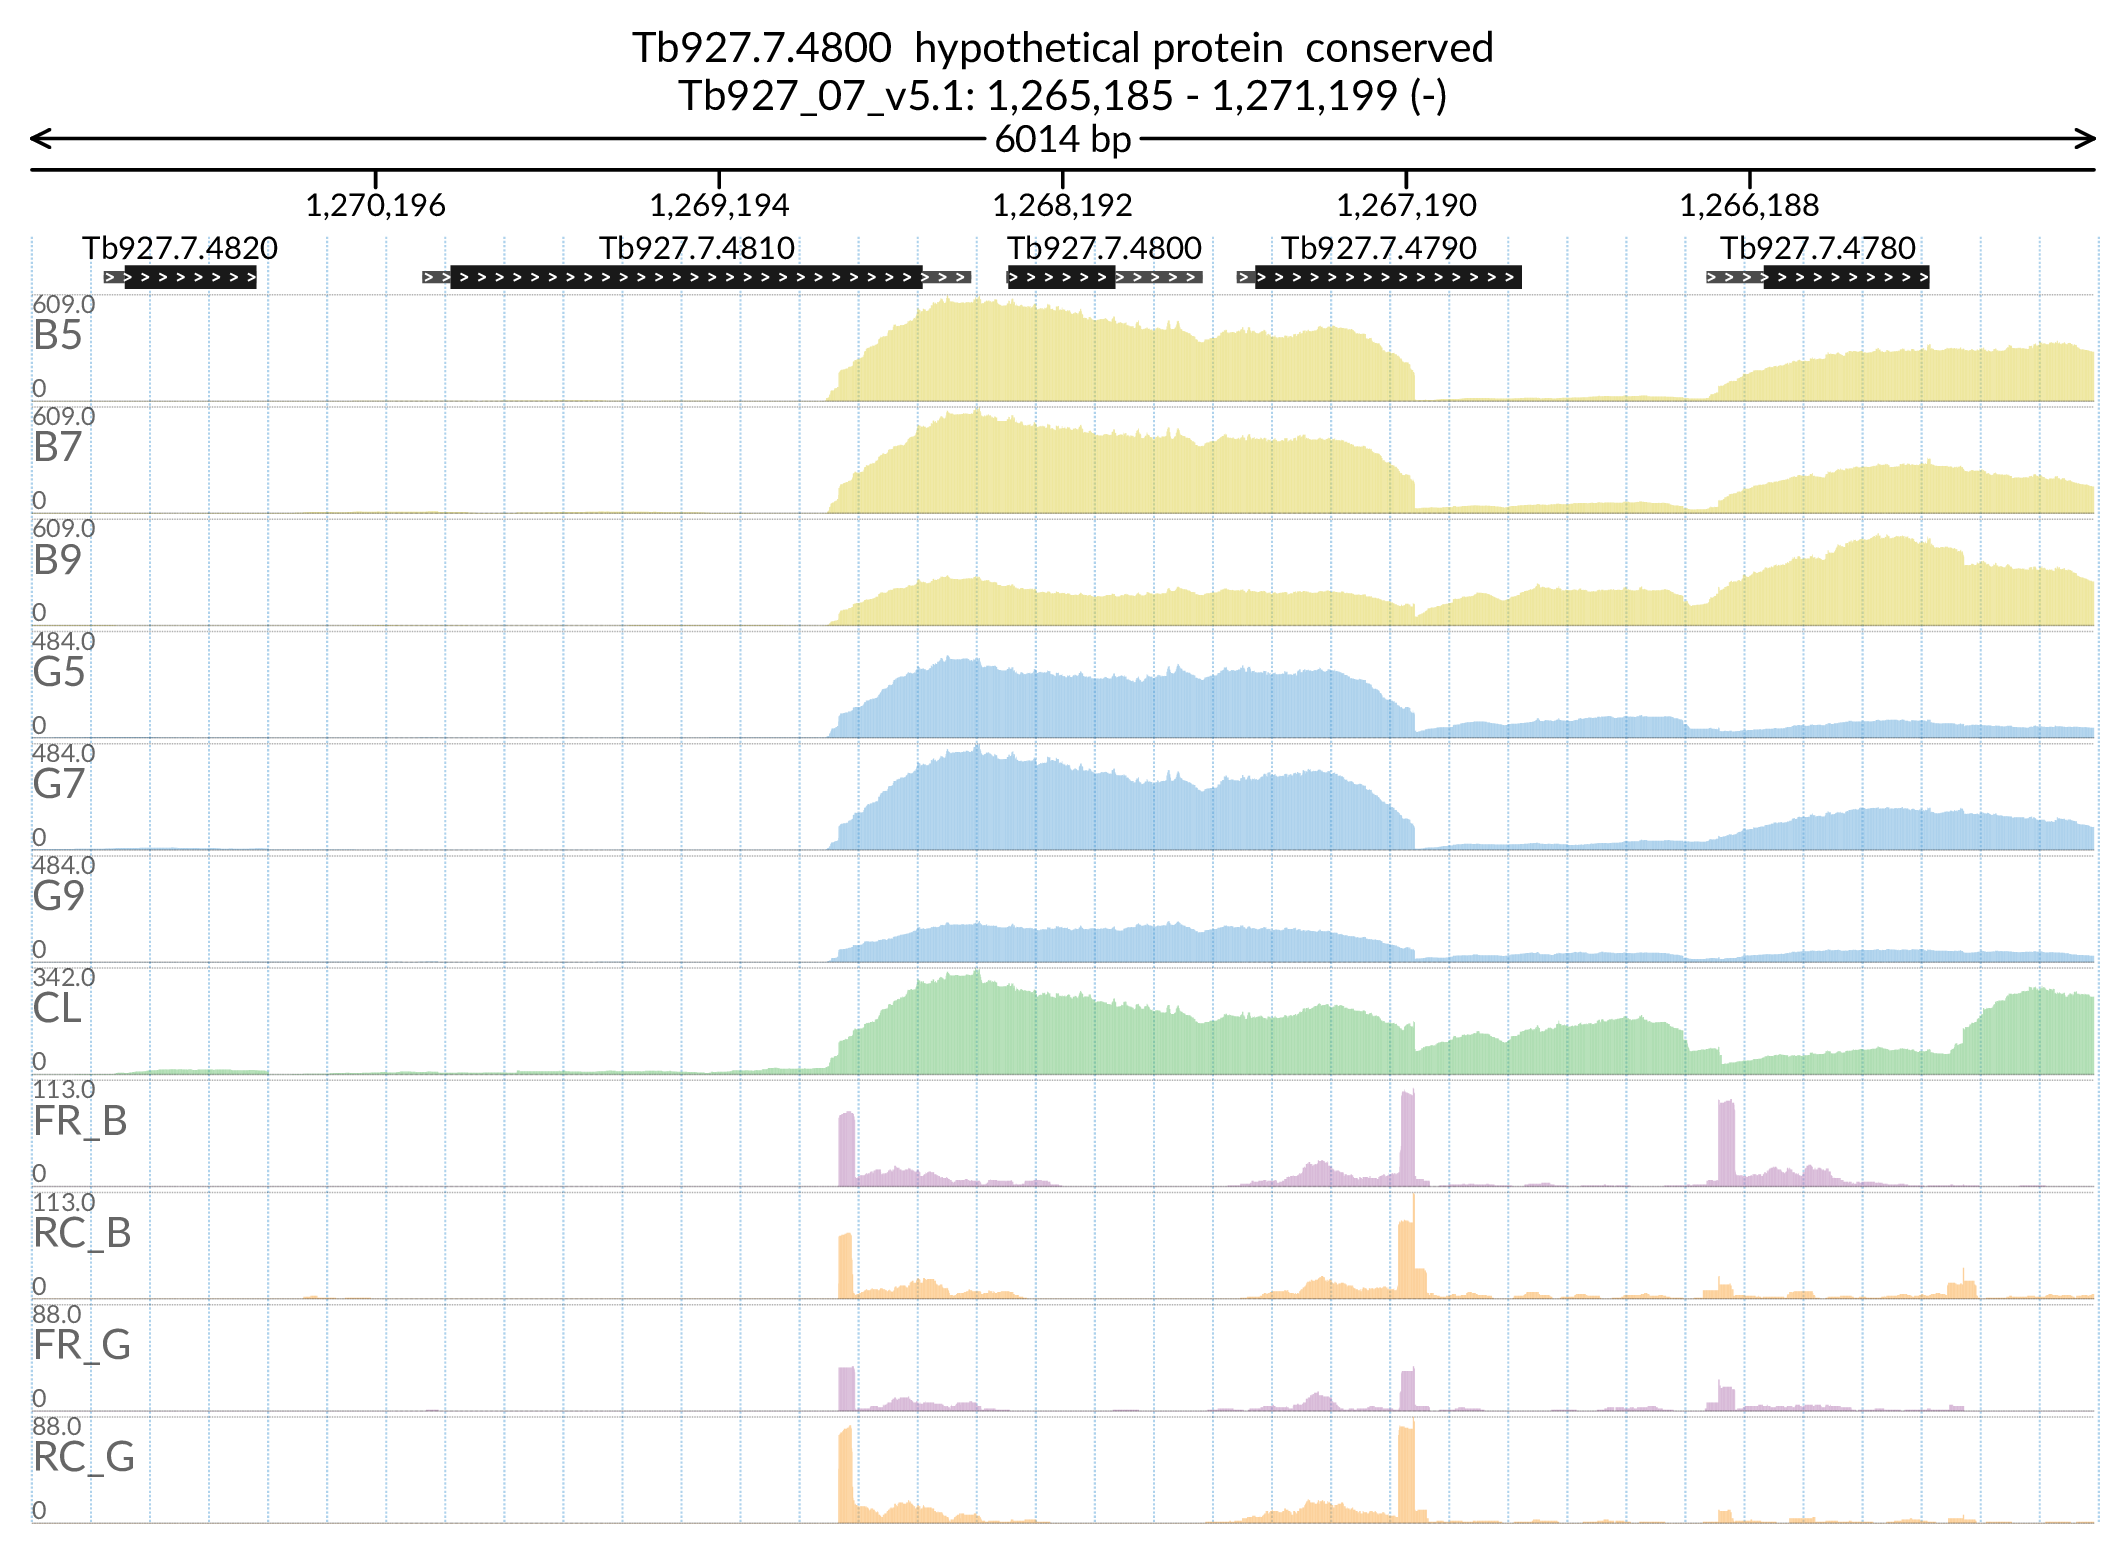 Tb927.7.4800  hypothetical protein  conserved
Tb927_07_v5.1: 1,265,185 - 1,271,199 (-)
6014 bp
1,270,196 1,269,194 1,268,192 1,267,190 1,266,188
Tb927.7.4820 Tb927.7.4810 Tb927.7.4800 Tb927.7.4790 Tb927.7.4780
609.0
B5
0
609.0
B7
0
609.0
B9
0
484.0
G5
0
484.0
G7
0
484.0
G9
0
342.0
CL
0
113.0
FR_B
0
113.0
RC_B
0
88.0
FR_G
0
88.0
RC_G
0